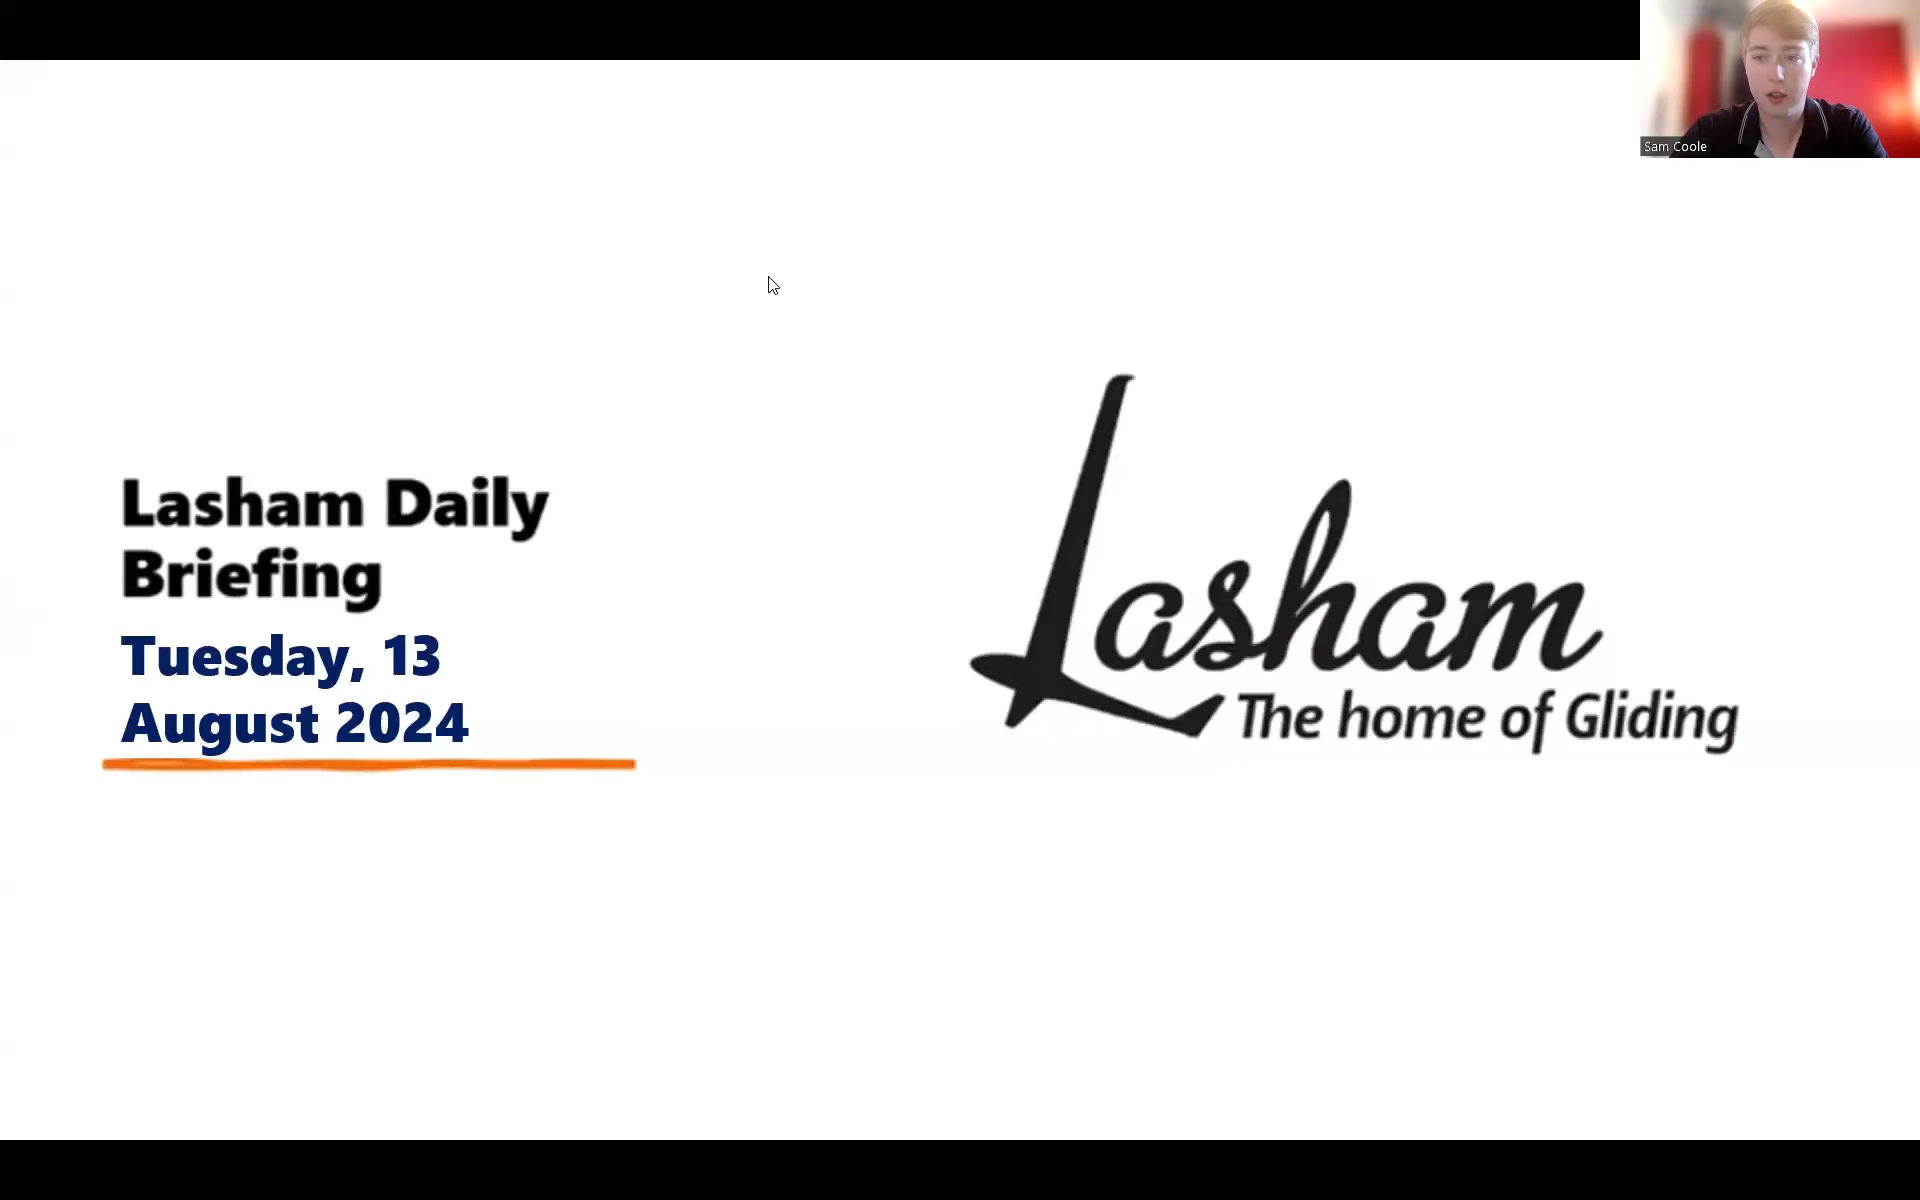 Sam Coole
Lasham Daily
Briefing
Tuesday, 13
August 2024
Lasham
The home of Gliding